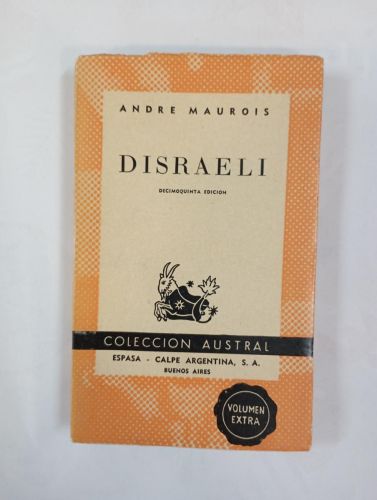 ANDRE MAUROIS
DISRAELI
DECIMOQUINTA EDICION
COLECCION AUSTRAL
ESPASA - CALPE ARGENTINA, S. A.
BUENOS AIRES
VOLUMEN
EXTRA